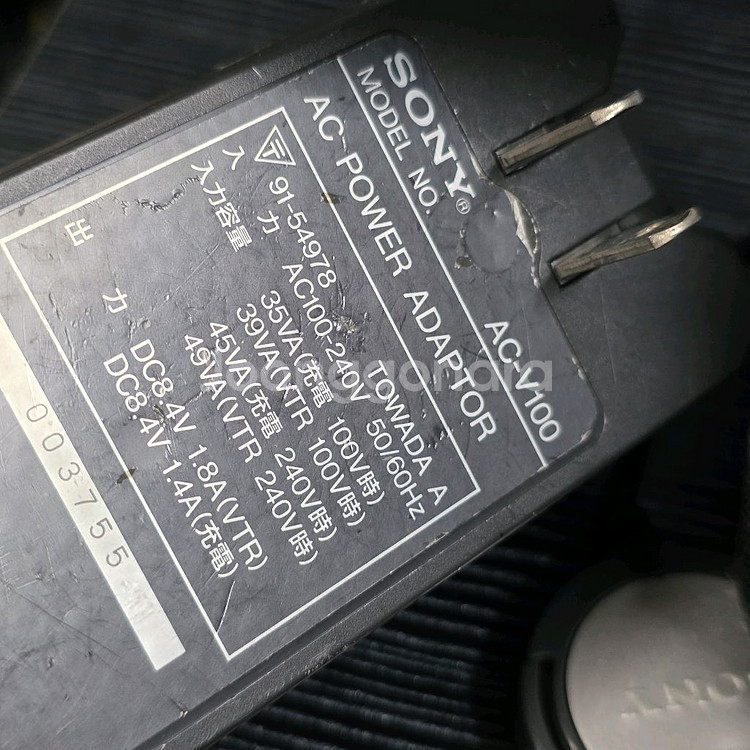 SONY®
MODEL NO. AC-V100
AC POWER ADAPTOR
91-54978 TOWADA A
入力 AC100-240V 50/60Hz
入力容量 35VA(充電 100V時)
39VA(VTR 100V時)
45VA(充電 240V時)
49VA(VTR 240V時)
出力 DC8.4V 1.8A(VTR)
DC8.4V 1.4A(充電)
003755
joonggonara
SONY